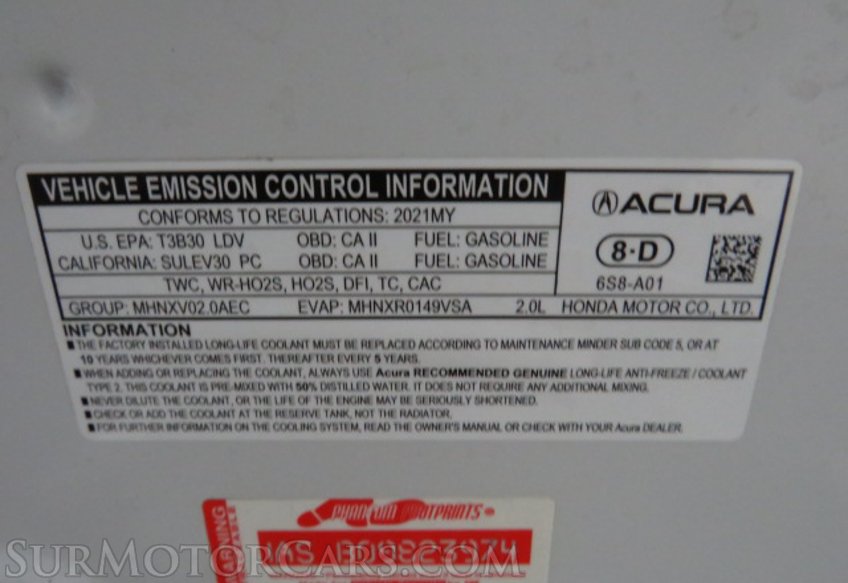 VEHICLE EMISSION CONTROL INFORMATION
CONFORMS TO REGULATIONS: 2021MY
U.S. EPA: T3B30 LDV OBD: CA II FUEL: GASOLINE
CALIFORNIA: SULEV30 PC OBD: CA II FUEL: GASOLINE
TWC, WR-HO2S, HO2S, DFI, TC, CAC
GROUP: MHNXV02.0AEC EVAP: MHNXR0149VSA 2.0L HONDA MOTOR CO., LTD.
ACURA
8·D
6S8-A01
INFORMATION
■ THE FACTORY INSTALLED LONG-LIFE COOLANT MUST BE REPLACED ACCORDING TO MAINTENANCE MINDER SUB CODE 5, OR AT
10 YEARS WHICHEVER COMES FIRST. THEREAFTER EVERY 5 YEARS.
■ WHEN ADDING OR REPLACING THE COOLANT, ALWAYS USE Acura RECOMMENDED GENUINE LONG-LIFE ANTI-FREEZE / COOLANT
TYPE 2. THIS COOLANT IS PRE-MIXED WITH 50% DISTILLED WATER. IT DOES NOT REQUIRE ANY ADDITIONAL MIXING.
■ NEVER DILUTE THE COOLANT, OR THE LIFE OF THE ENGINE MAY BE SERIOUSLY SHORTENED.
■ CHECK OR ADD THE COOLANT AT THE RESERVE TANK, NOT THE RADIATOR.
■ FOR FURTHER INFORMATION ON THE COOLING SYSTEM, READ THE OWNER'S MANUAL OR CHECK WITH YOUR Acura DEALER.
WARNING
SURMOTORCARS.COM